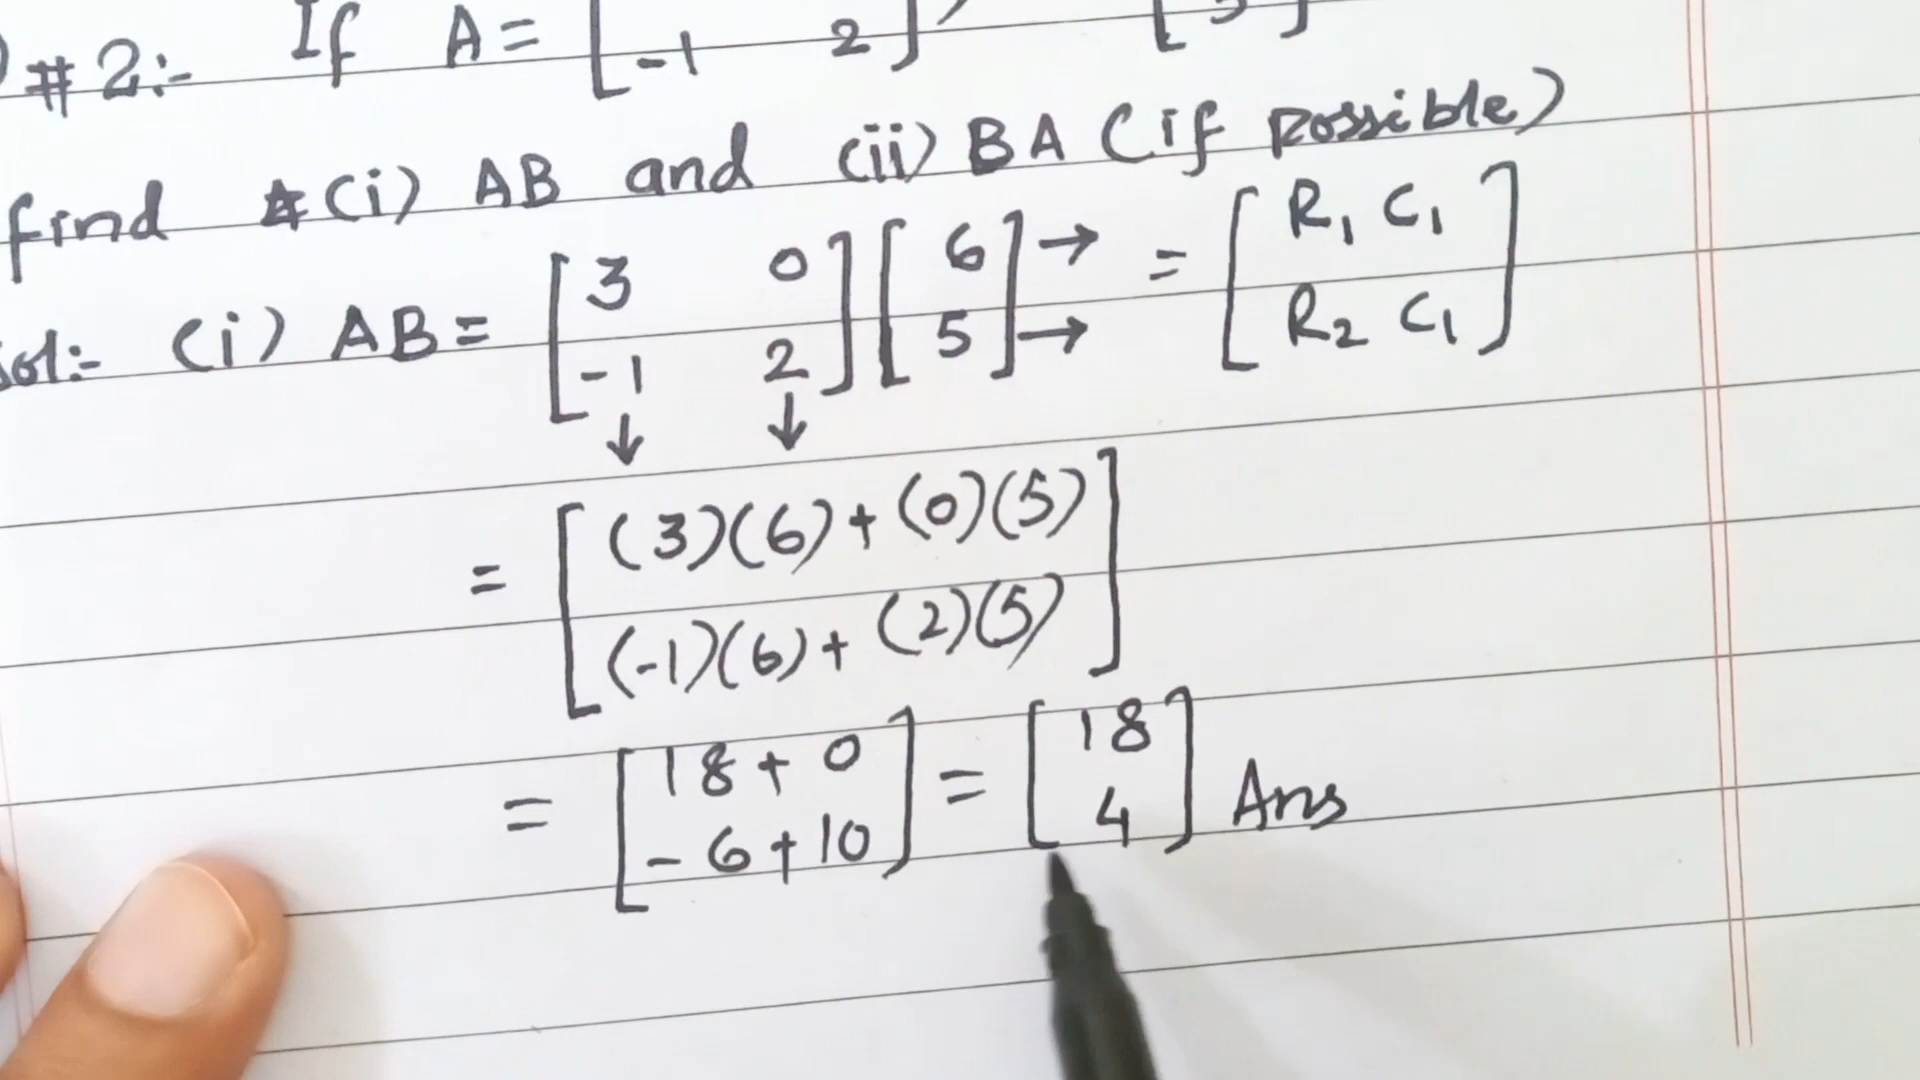 #2:- If A = [ -1 2 ],
find (i) AB and (ii) BA (if possible)
sol:- (i) AB = [ 3 0 ] [ 6 ] → = [ R₁ C₁ ]
[ -1 2 ] [ 5 ] → [ R₂ C₁ ]
↓ ↓
= [ (3)(6) + (0)(5) ]
[ (-1)(6) + (2)(5) ]
= [ 18 + 0 ] = [ 18 ] Ans
[ - 6 + 10 ] [ 4 ]